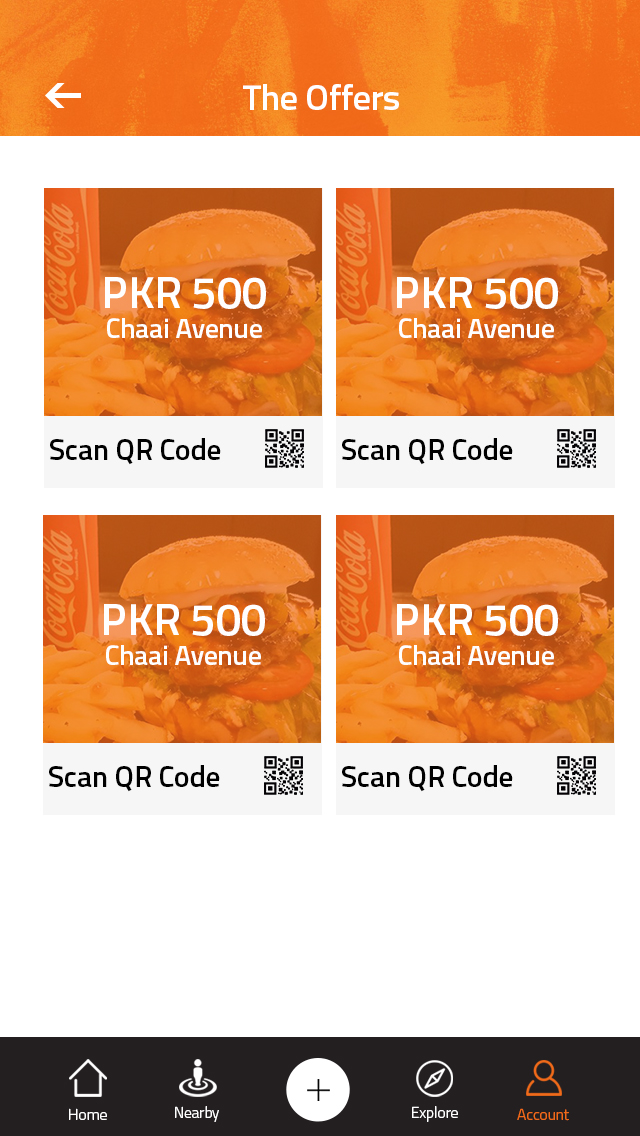 The Offers
Coca-Cola
PKR 500
Chaai Avenue
Scan QR Code
Coca-Cola
PKR 500
Chaai Avenue
Scan QR Code
Coca-Cola
PKR 500
Chaai Avenue
Scan QR Code
Coca-Cola
PKR 500
Chaai Avenue
Scan QR Code
Home
Nearby
Explore
Account